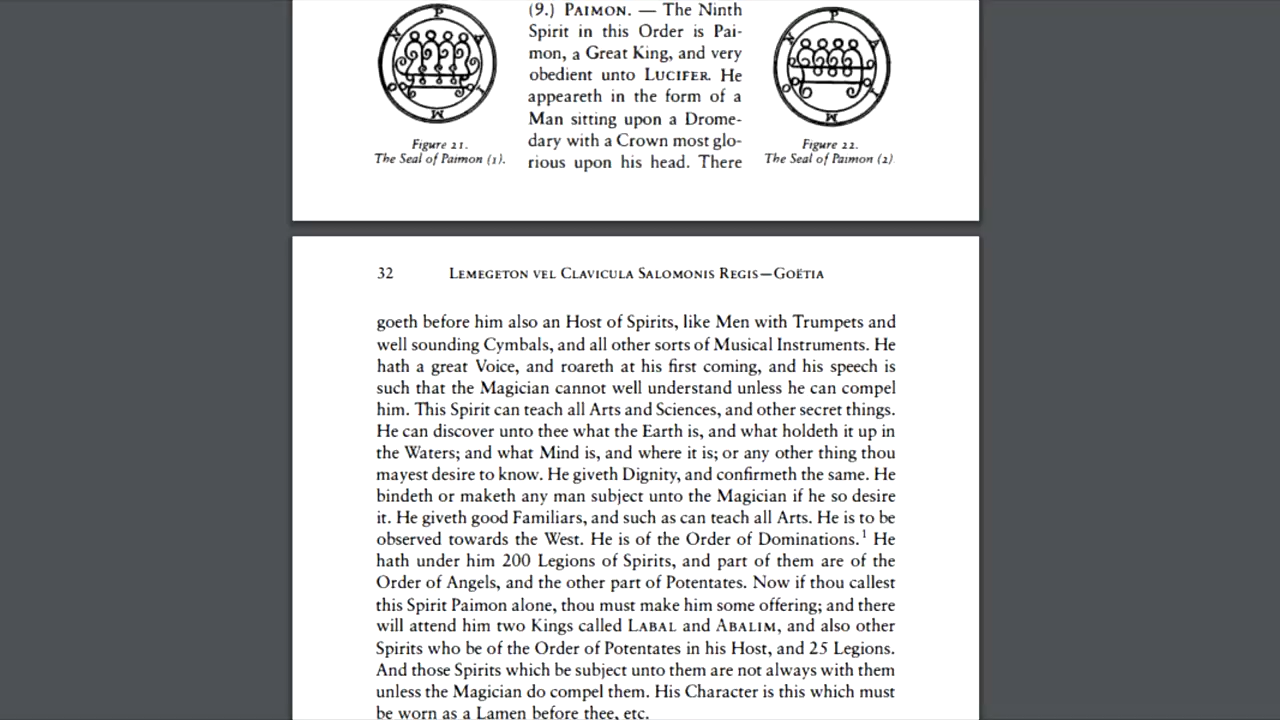 (9.) PAIMON. — The Ninth
Spirit in this Order is Pai-
mon, a Great King, and very
obedient unto LUCIFER. He
appeareth in the form of a
Man sitting upon a Drome-
dary with a Crown most glo-
rious upon his head. There
P
A
I
M
O
N
Figure 21.
The Seal of Paimon (1).
P
A
I
M
O
N
Figure 22.
The Seal of Paimon (2)
32 LEMEGETON VEL CLAVICULA SALOMONIS REGIS—GOËTIA
goeth before him also an Host of Spirits, like Men with Trumpets and
well sounding Cymbals, and all other sorts of Musical Instruments. He
hath a great Voice, and roareth at his first coming, and his speech is
such that the Magician cannot well understand unless he can compel
him. This Spirit can teach all Arts and Sciences, and other secret things.
He can discover unto thee what the Earth is, and what holdeth it up in
the Waters; and what Mind is, and where it is; or any other thing thou
mayest desire to know. He giveth Dignity, and confirmeth the same. He
bindeth or maketh any man subject unto the Magician if he so desire
it. He giveth good Familiars, and such as can teach all Arts. He is to be
observed towards the West. He is of the Order of Dominations.¹ He
hath under him 200 Legions of Spirits, and part of them are of the
Order of Angels, and the other part of Potentates. Now if thou callest
this Spirit Paimon alone, thou must make him some offering; and there
will attend him two Kings called LABAL and ABALIM, and also other
Spirits who be of the Order of Potentates in his Host, and 25 Legions.
And those Spirits which be subject unto them are not always with them
unless the Magician do compel them. His Character is this which must
be worn as a Lamen before thee, etc.